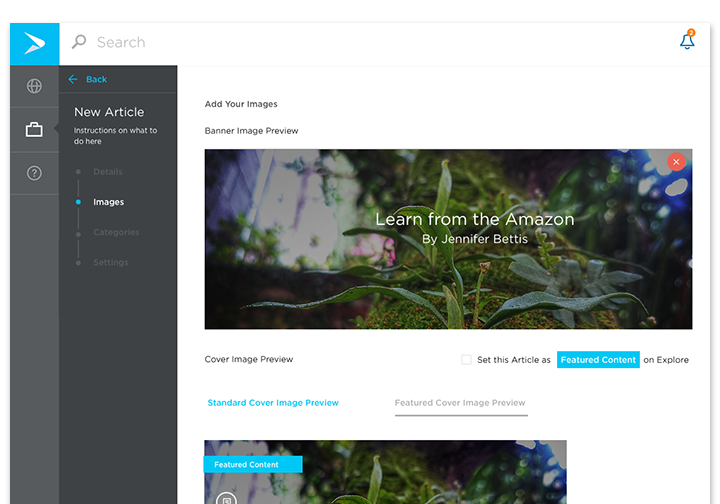 Search
2
Back
New Article
Instructions on what to
do here
Details
Images
Categories
Settings
Add Your Images
Banner Image Preview
Learn from the Amazon
By Jennifer Bettis
Cover Image Preview
Set this Article as Featured Content on Explore
Standard Cover Image Preview
Featured Cover Image Preview
Featured Content